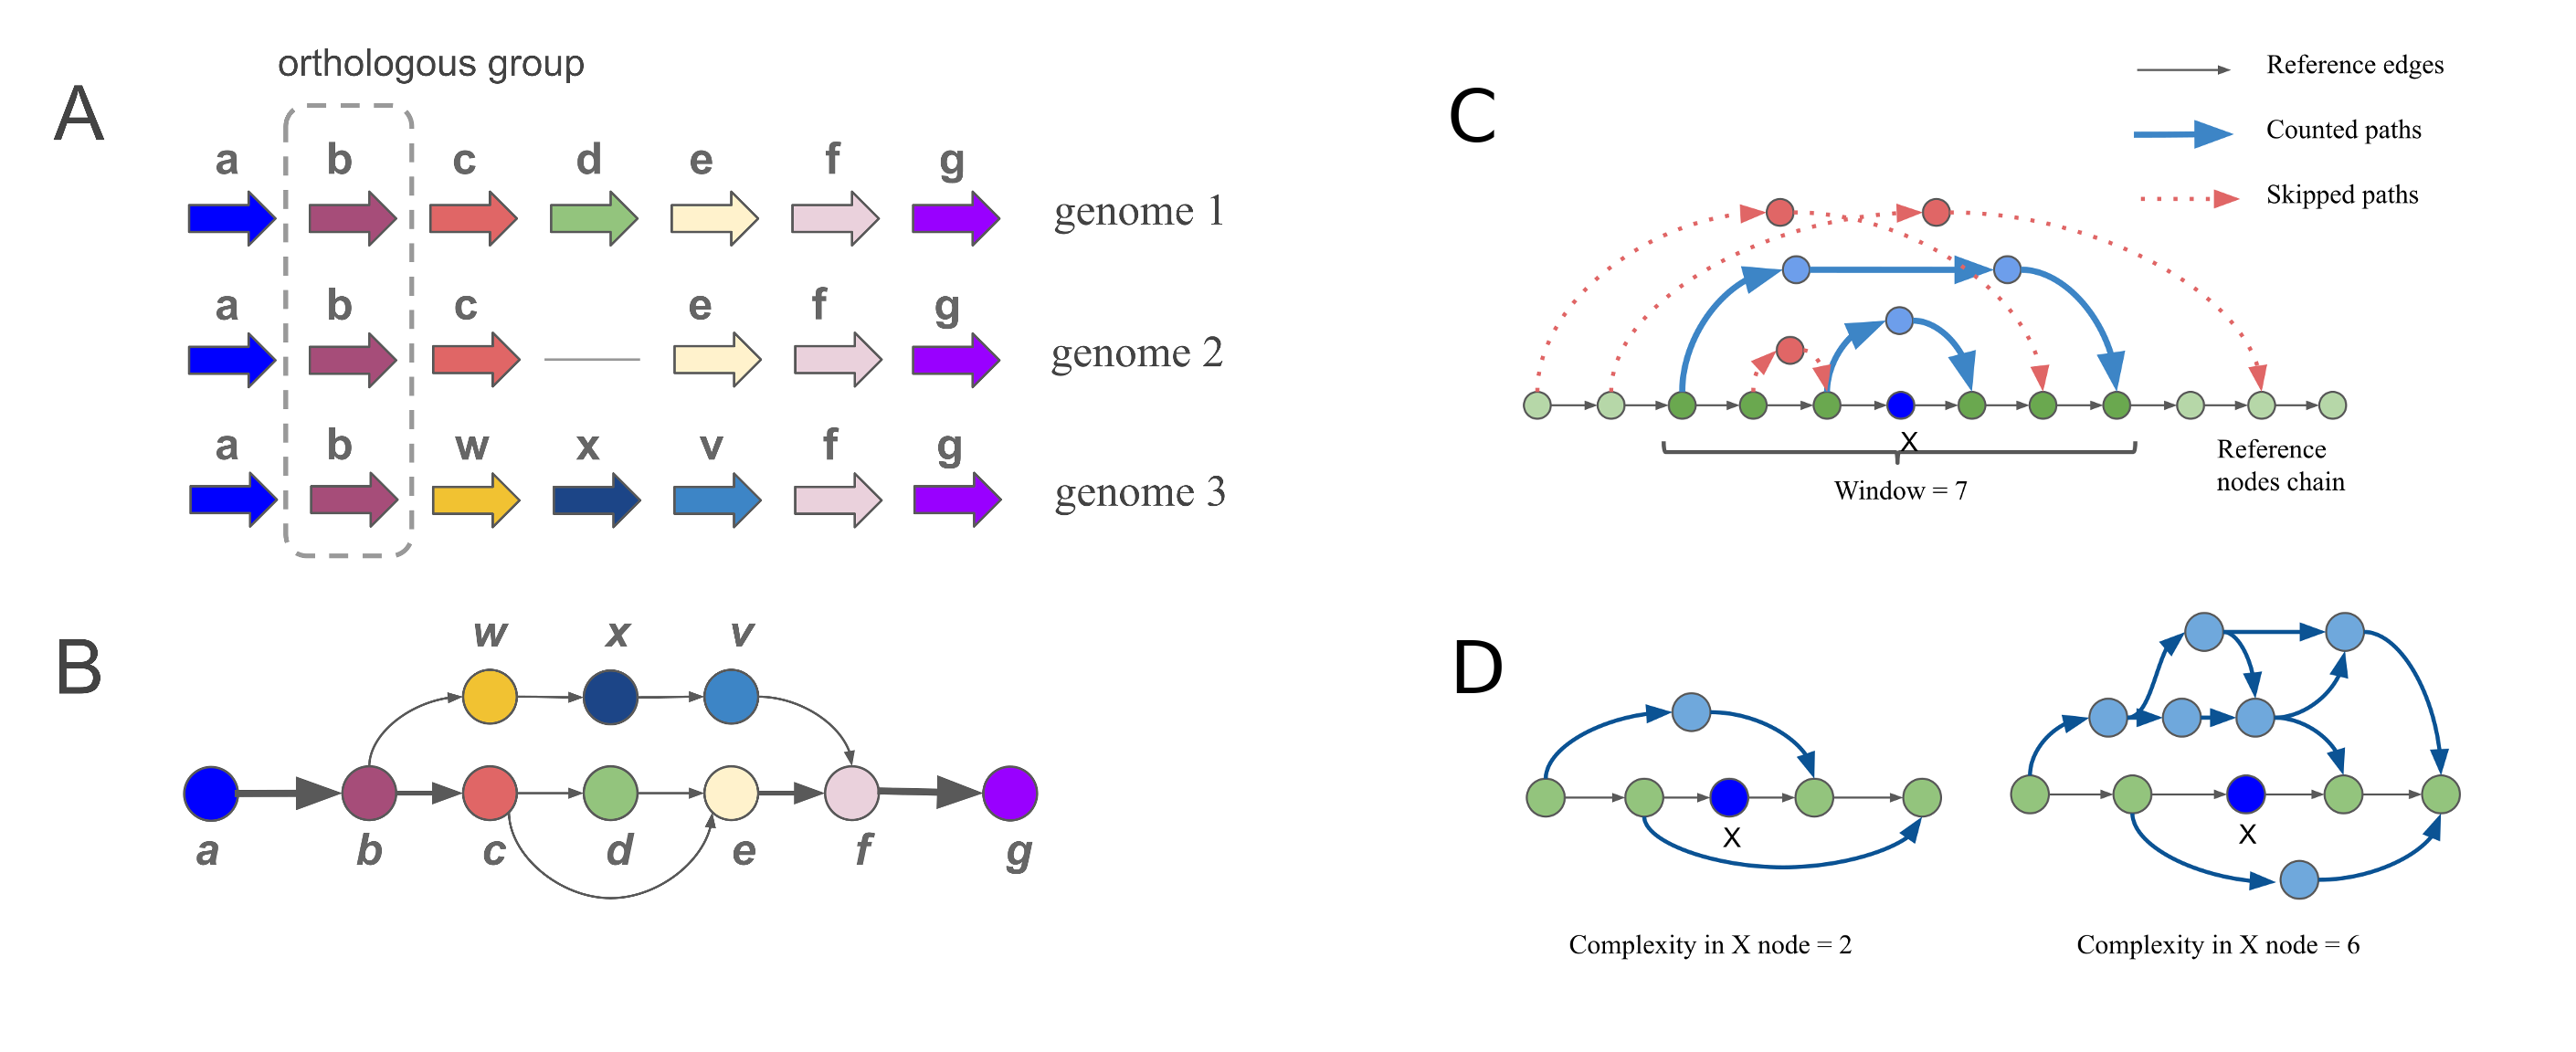 A
orthologous group
a b c d e f g
genome 1
a b c e f g
genome 2
a b w x v f g
genome 3
B
w x v
a b c d e f g
C
Reference edges
Counted paths
Skipped paths
X
Window = 7
Reference
nodes chain
D
X
Complexity in X node = 2
X
Complexity in X node = 6